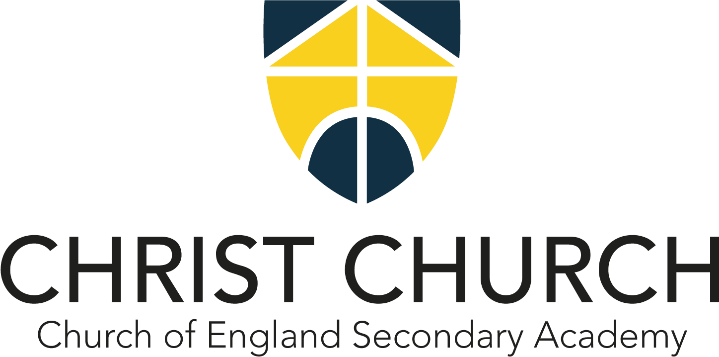 CHRIST CHURCH
Church of England Secondary Academy